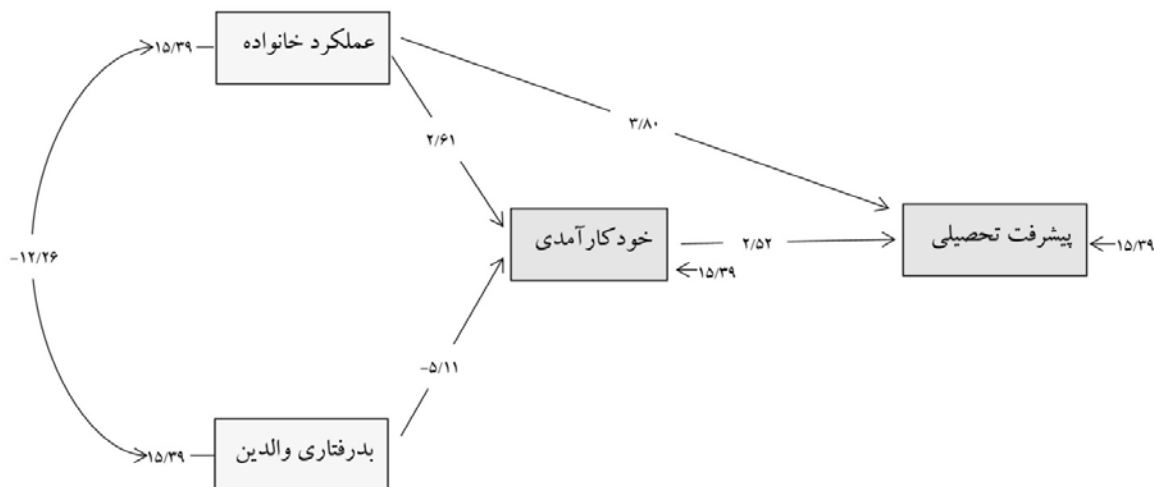 عملکرد خانواده
۱۵/۳۹
۳/۸۰
۲/۶۱
خودکارآمدی
پیشرفت تحصیلی
۲/۵۲
۱۵/۳۹
۱۵/۳۹
-۱۲/۲۶
-۵/۱۱
بدرفتاری والدین
۱۵/۳۹